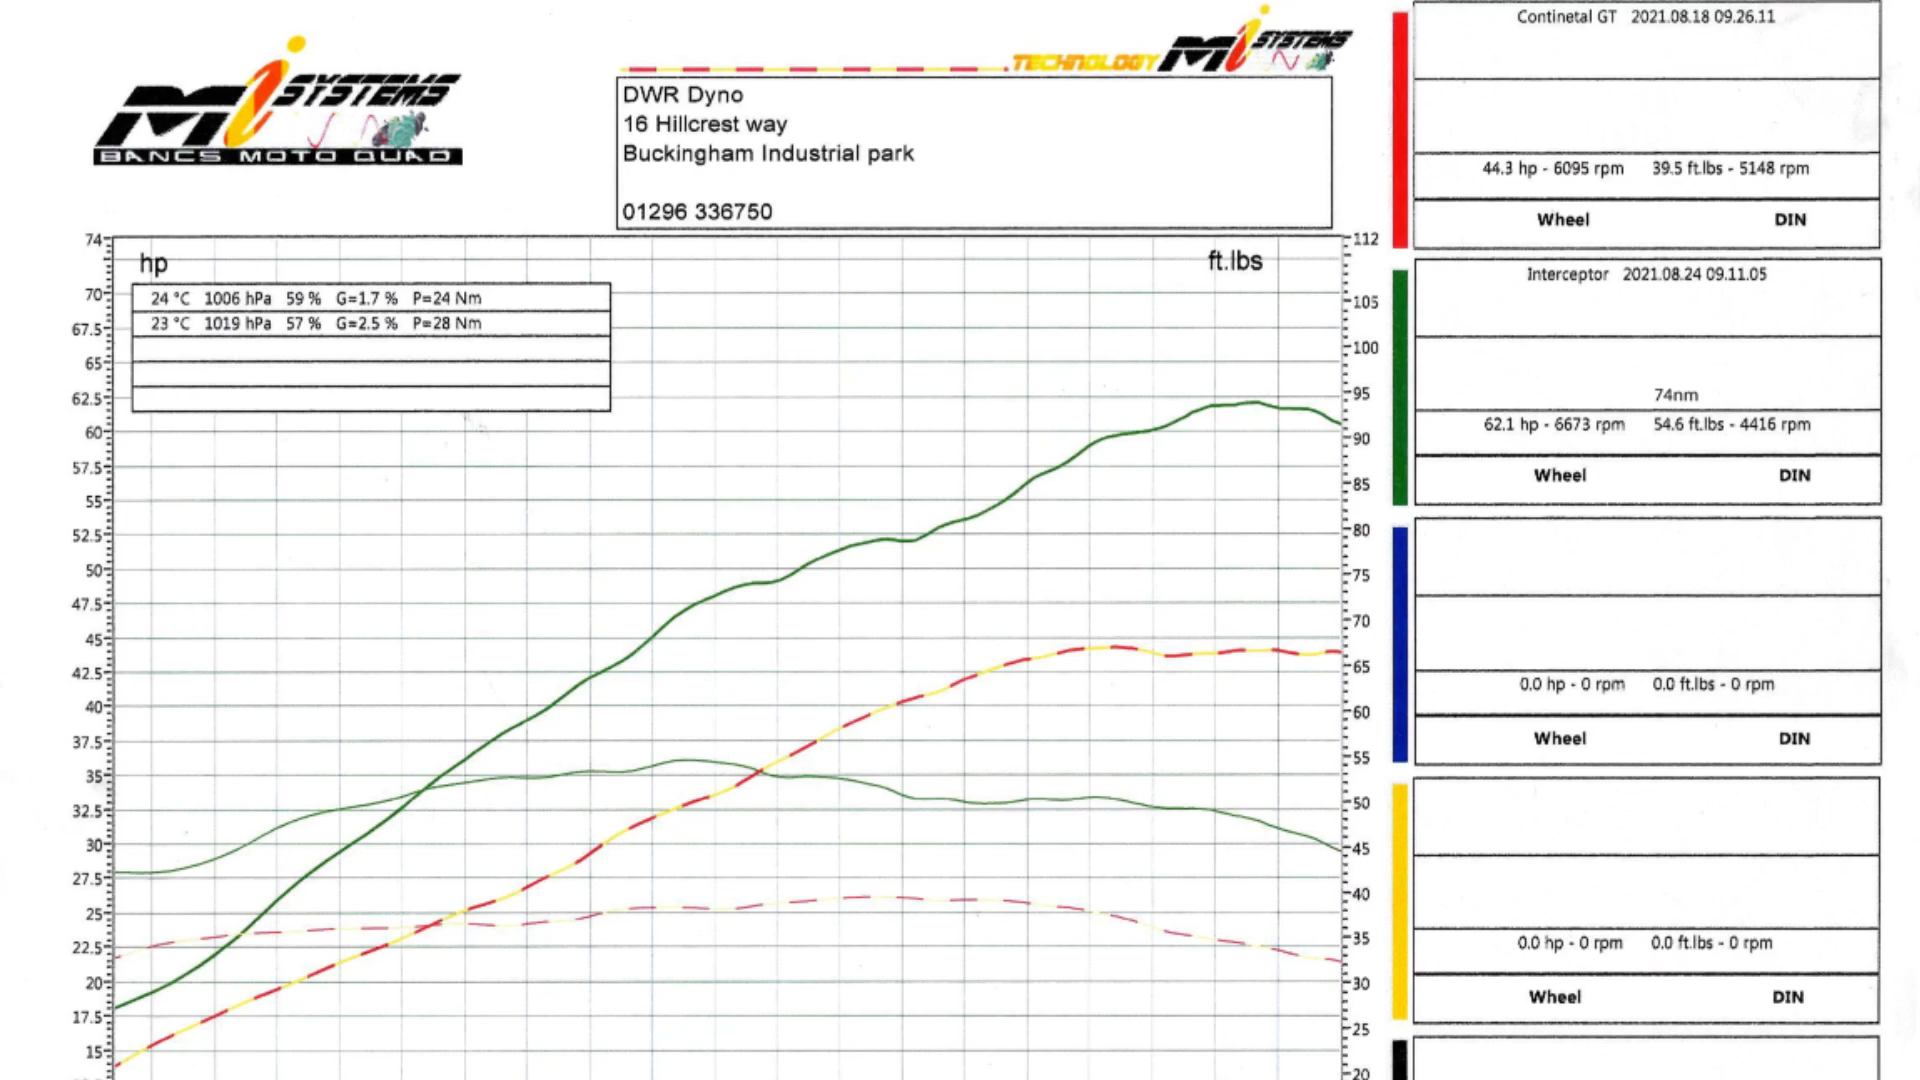 Mi SYSTEMS
BANCS MOTO QUAD
TECHNOLOGY Mi SYSTEMS
DWR Dyno
16 Hillcrest way
Buckingham Industrial park
01296 336750
hp
ft.lbs
24 °C 1006 hPa 59 % G=1.7 % P=24 Nm
23 °C 1019 hPa 57 % G=2.5 % P=28 Nm
74
70
67.5
65
62.5
60
57.5
55
52.5
50
47.5
45
42.5
40
37.5
35
32.5
30
27.5
25
22.5
20
17.5
15
112
105
100
95
90
85
80
75
70
65
60
55
50
45
40
35
30
25
20
Continetal GT 2021.08.18 09.26.11
44.3 hp - 6095 rpm 39.5 ft.lbs - 5148 rpm
Wheel DIN
Interceptor 2021.08.24 09.11.05
74nm
62.1 hp - 6673 rpm 54.6 ft.lbs - 4416 rpm
Wheel DIN
0.0 hp - 0 rpm 0.0 ft.lbs - 0 rpm
Wheel DIN
0.0 hp - 0 rpm 0.0 ft.lbs - 0 rpm
Wheel DIN